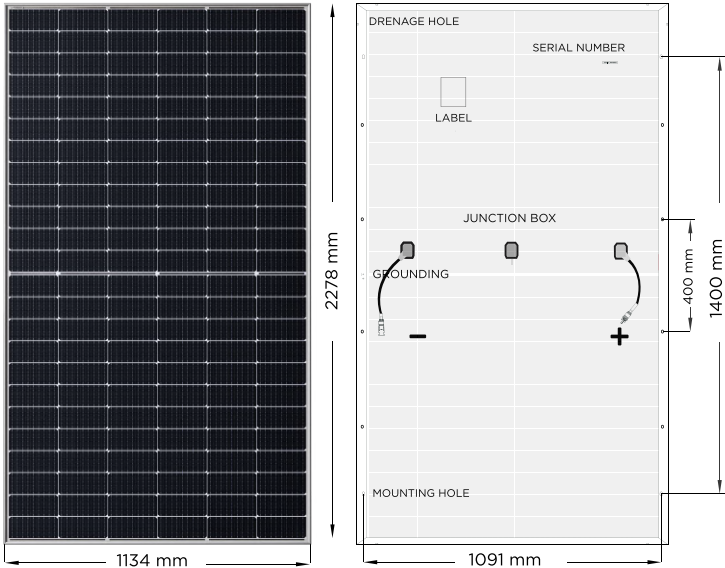 DRENAGE HOLE
SERIAL NUMBER
LABEL
JUNCTION BOX
GROUNDING
2278 mm
400 mm
1400 mm
MOUNTING HOLE
1134 mm
1091 mm